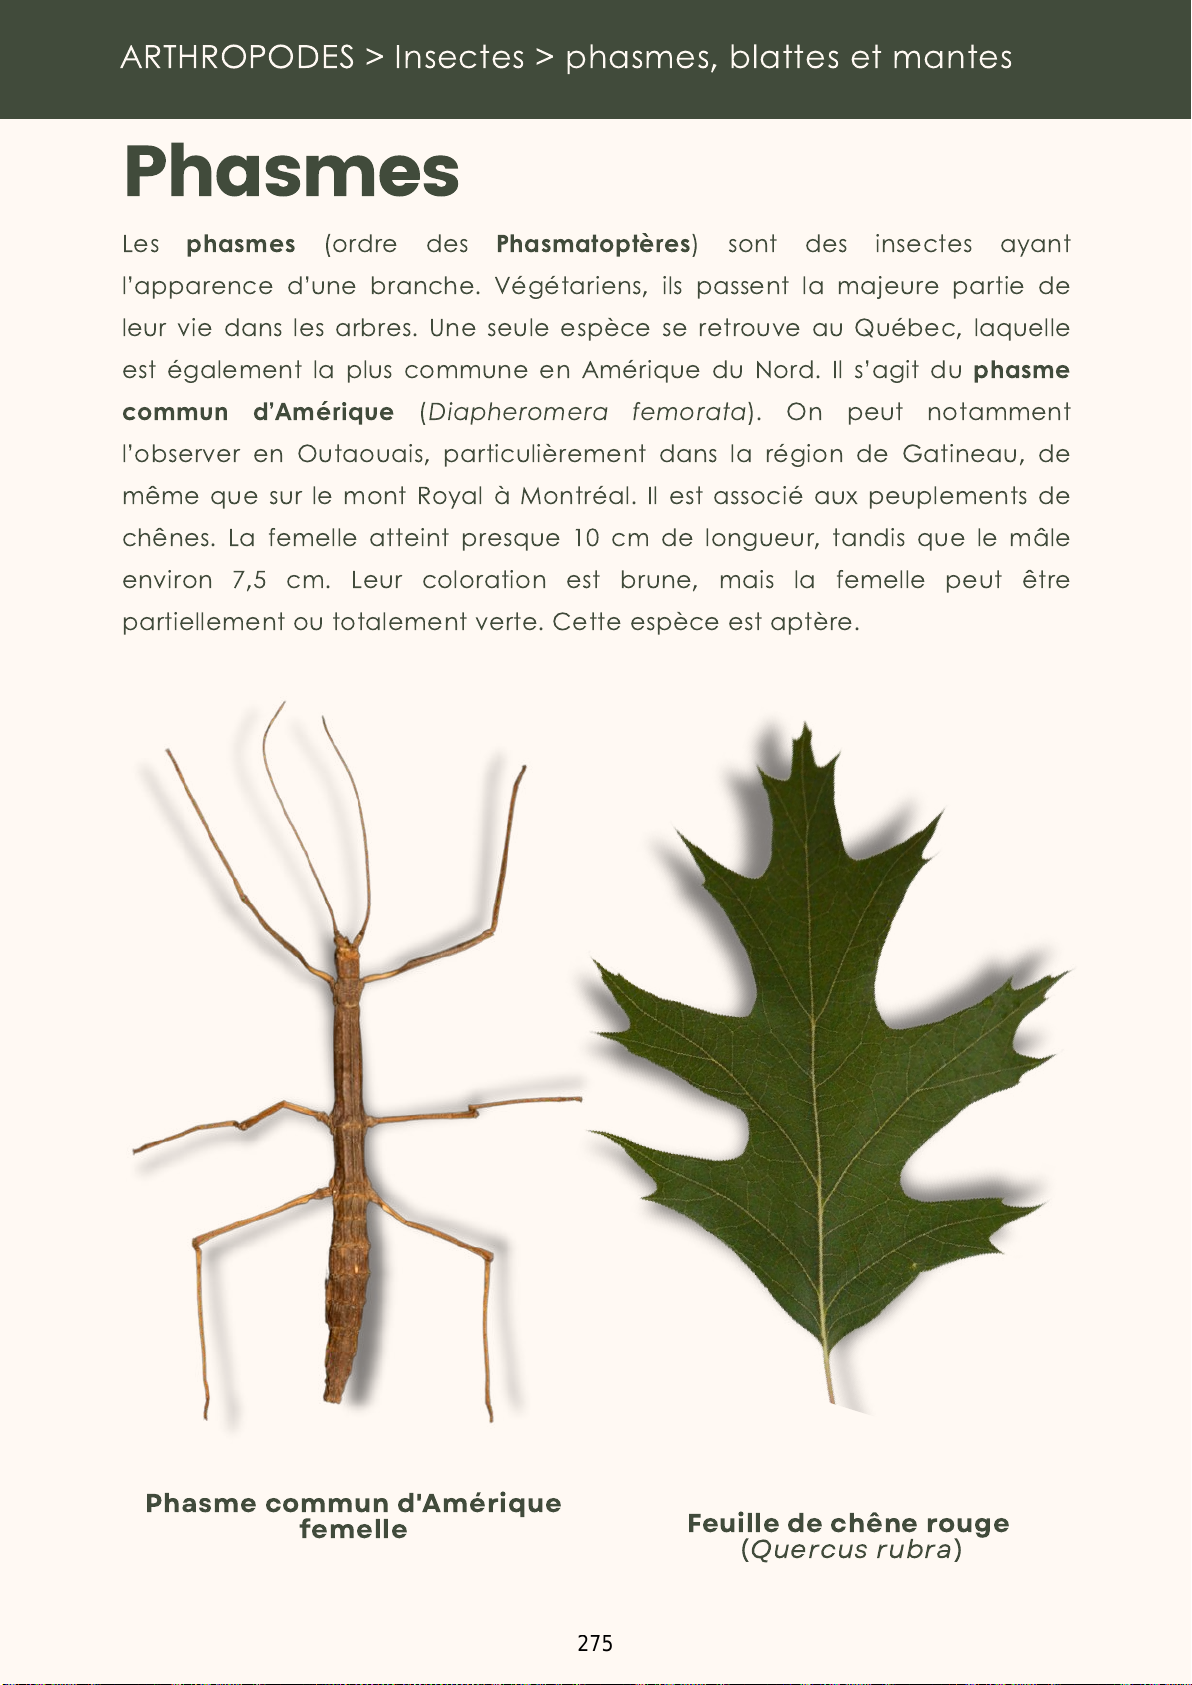 ARTHROPODES > Insectes > phasmes, blattes et mantes
Phasmes
Les phasmes (ordre des Phasmatoptères) sont des insectes ayant
l'apparence d'une branche. Végétariens, ils passent la majeure partie de
leur vie dans les arbres. Une seule espèce se retrouve au Québec, laquelle
est également la plus commune en Amérique du Nord. Il s'agit du phasme
commun d'Amérique (Diapheromera femorata). On peut notamment
l'observer en Outaouais, particulièrement dans la région de Gatineau, de
même que sur le mont Royal à Montréal. Il est associé aux peuplements de
chênes. La femelle atteint presque 10 cm de longueur, tandis que le mâle
environ 7,5 cm. Leur coloration est brune, mais la femelle peut être
partiellement ou totalement verte. Cette espèce est aptère.
Phasme commun d'Amérique
femelle
Feuille de chêne rouge
(Quercus rubra)
275